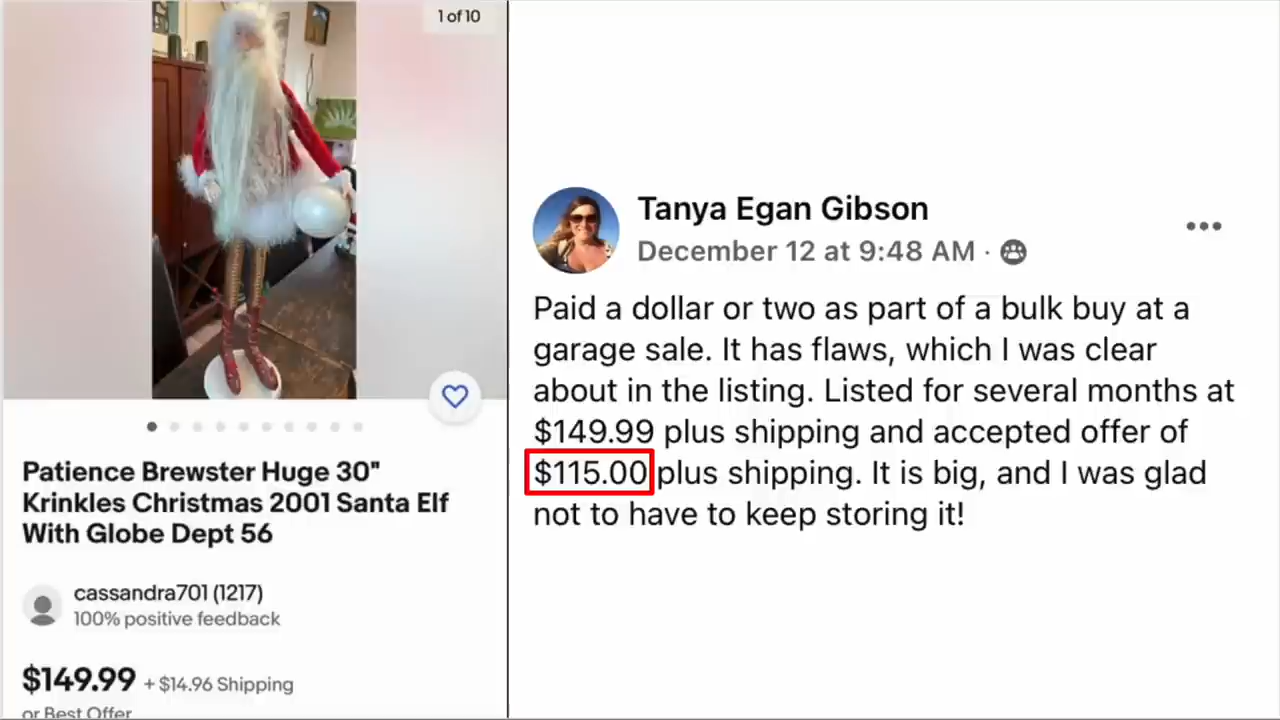 1 of 10
Patience Brewster Huge 30"
Krinkles Christmas 2001 Santa Elf
With Globe Dept 56
cassandra701 (1217)
100% positive feedback
$149.99 + $14.96 Shipping
or Best Offer
Tanya Egan Gibson
December 12 at 9:48 AM ·
Paid a dollar or two as part of a bulk buy at a
garage sale. It has flaws, which I was clear
about in the listing. Listed for several months at
$149.99 plus shipping and accepted offer of
$115.00 plus shipping. It is big, and I was glad
not to have to keep storing it!